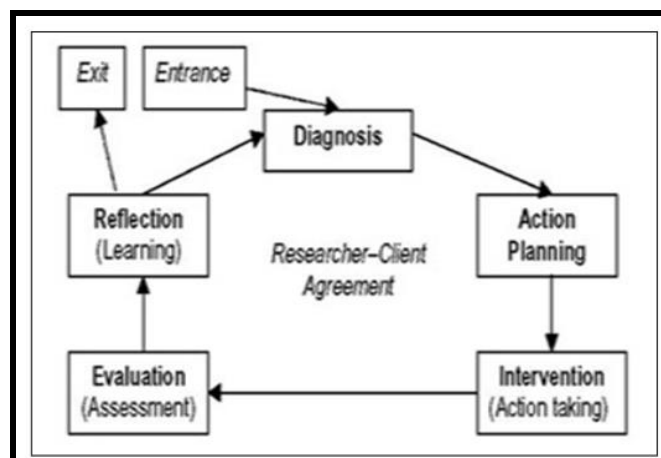 Exit
Entrance
Diagnosis
Reflection
(Learning)
Action
Planning
Researcher–Client
Agreement
Evaluation
(Assessment)
Intervention
(Action taking)